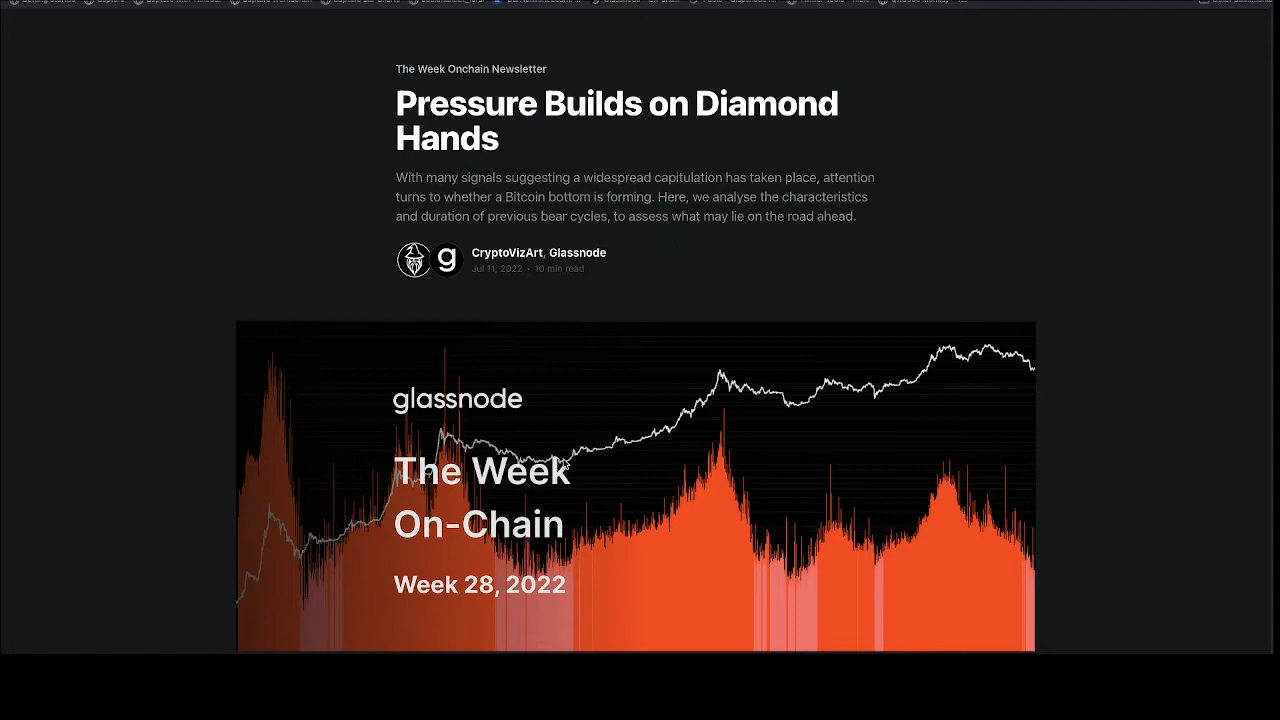 The Week Onchain Newsletter
Pressure Builds on Diamond
Hands
With many signals suggesting a widespread capitulation has taken place, attention
turns to whether a Bitcoin bottom is forming. Here, we analyse the characteristics
and duration of previous bear cycles, to assess what may lie on the road ahead.
g
CryptoVizArt, Glassnode
Jul 11, 2022 • 10 min read
glassnode
The Week
On-Chain
Week 28, 2022